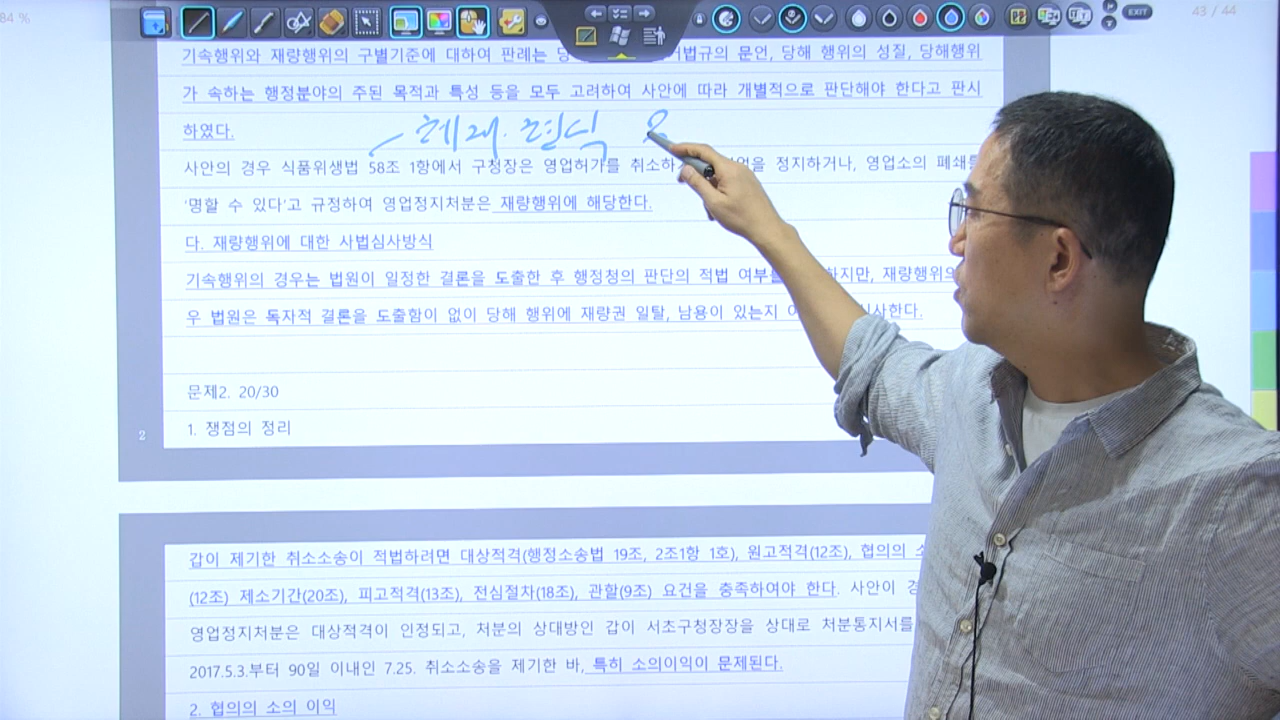 84 %
43 / 44
EXIT
기속행위와 재량행위의 구별기준에 대하여 판례는 당 법규의 문언, 당해 행위의 성질, 당해행위
가 속하는 행정분야의 주된 목적과 특성 등을 모두 고려하여 사안에 따라 개별적으로 판단해야 한다고 판시
하였다.
사안의 경우 식품위생법 58조 1항에서 구청장은 영업허가를 취소하 정지하거나, 영업소의 폐쇄를
'명할 수 있다'고 규정하여 영업정지처분은 재량행위에 해당한다.
다. 재량행위에 대한 사법심사방식
기속행위의 경우는 법원이 일정한 결론을 도출한 후 행정청의 판단의 적법 여부를 하지만, 재량행위의
우 법원은 독자적 결론을 도출함이 없이 당해 행위에 재량권 일탈, 남용이 있는지 심사한다.
문제2. 20/30
1. 쟁점의 정리
2
갑이 제기한 취소소송이 적법하려면 대상적격(행정소송법 19조, 2조1항 1호), 원고적격(12조), 협의의 소
(12조) 제소기간(20조), 피고적격(13조), 전심절차(18조), 관할(9조) 요건을 충족하여야 한다. 사안이 경
영업정지처분은 대상적격이 인정되고, 처분의 상대방인 갑이 서초구청장장을 상대로 처분통지서를
2017.5.3.부터 90일 이내인 7.25. 취소소송을 제기한 바, 특히 소의이익이 문제된다.
2. 협의의 소의 이익